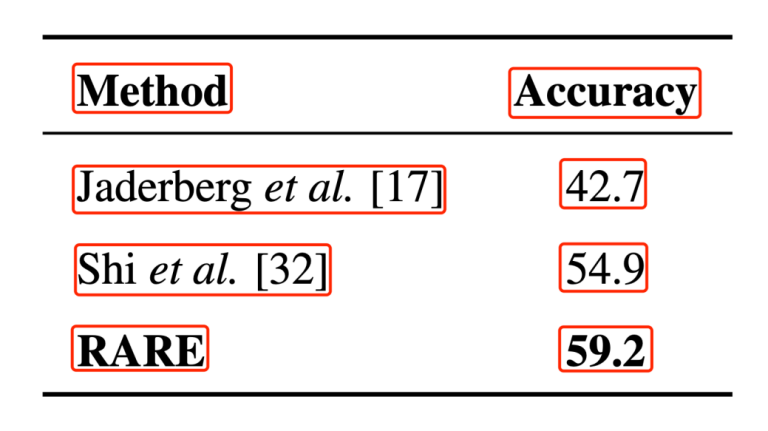 Method Accuracy
Jaderberg et al. [17] 42.7
Shi et al. [32] 54.9
RARE 59.2